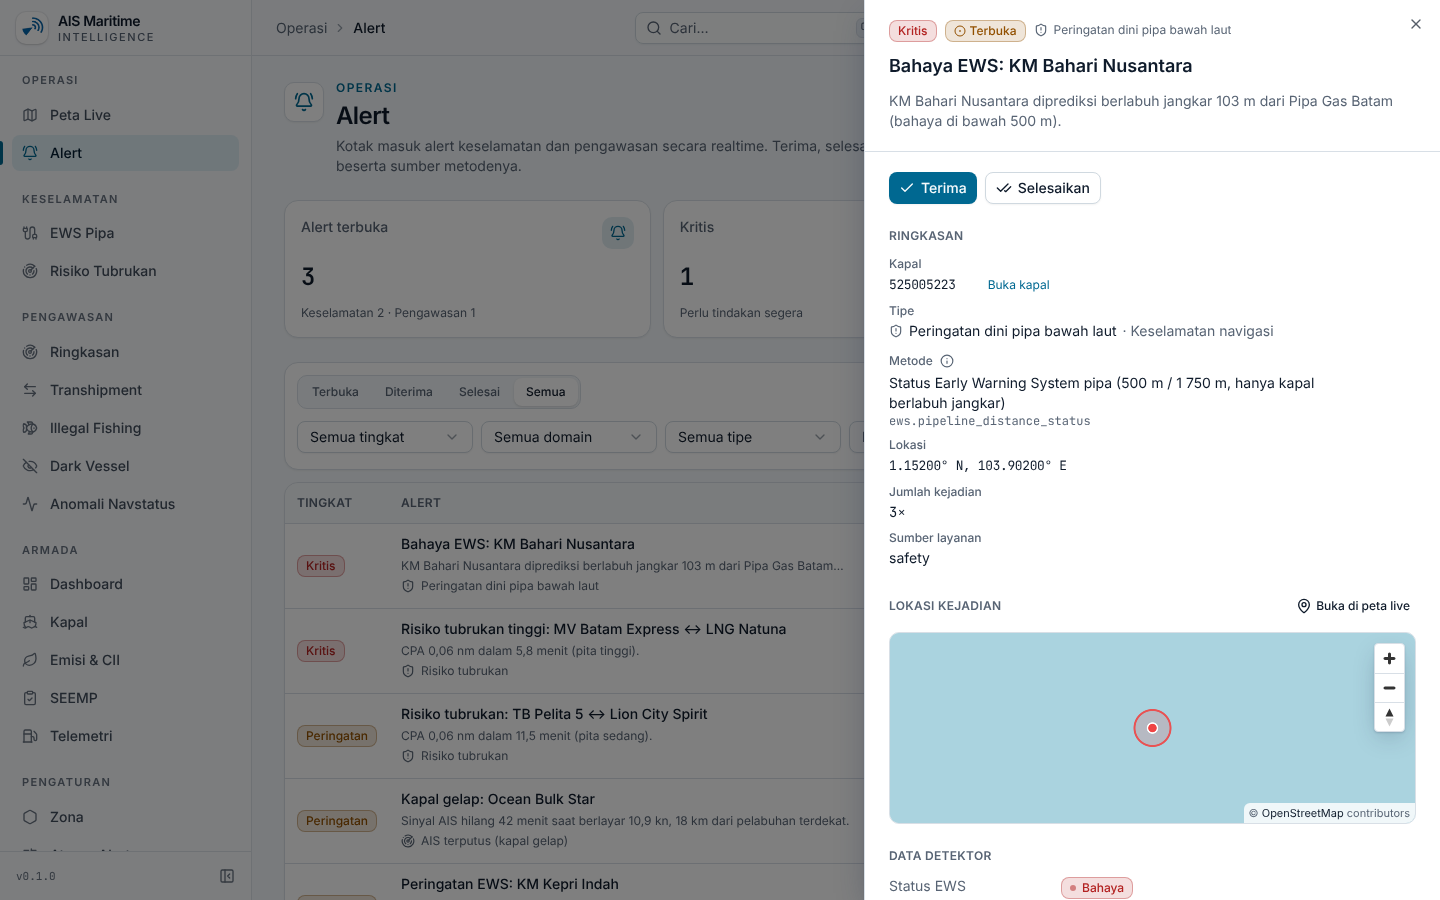 AIS Maritime
INTELLIGENCE
OPERASI
Peta Live
Alert
KESELAMATAN
EWS Pipa
Risiko Tubrukan
PENGAWASAN
Ringkasan
Transhipment
Illegal Fishing
Dark Vessel
Anomali Navstatus
ARMADA
Dashboard
Kapal
Emisi & CII
SEEMP
Telemetri
PENGATURAN
Zona
v0.1.0
Operasi > Alert
Cari...
OPERASI
Alert
Kotak masuk alert keselamatan dan pengawasan secara realtime. Terima,
beserta sumber metodenya.
Alert terbuka
3
Keselamatan 2 · Pengawasan 1
Kritis
1
Perlu tindakan segera
Terbuka Diterima Selesai Semua
Semua tingkat Semua domain Semua tipe
TINGKAT ALERT
Kritis
Bahaya EWS: KM Bahari Nusantara
KM Bahari Nusantara diprediksi berlabuh jangkar 103 m dari Pipa Gas Batam...
Peringatan dini pipa bawah laut
Kritis
Risiko tubrukan tinggi: MV Batam Express ↔ LNG Natuna
CPA 0,06 nm dalam 5,8 menit (pita tinggi).
Risiko tubrukan
Peringatan
Risiko tubrukan: TB Pelita 5 ↔ Lion City Spirit
CPA 0,06 nm dalam 11,5 menit (pita sedang).
Risiko tubrukan
Peringatan
Kapal gelap: Ocean Bulk Star
Sinyal AIS hilang 42 menit saat berlayar 10,9 kn, 18 km dari pelabuhan terdekat.
AIS terputus (kapal gelap)
Peringatan EWS: KM Kepri Indah
Kritis Terbuka Peringatan dini pipa bawah laut
Bahaya EWS: KM Bahari Nusantara
KM Bahari Nusantara diprediksi berlabuh jangkar 103 m dari Pipa Gas Batam
(bahaya di bawah 500 m).
Terima Selesaikan
RINGKASAN
Kapal
525005223 Buka kapal
Tipe
Peringatan dini pipa bawah laut · Keselamatan navigasi
Metode
Status Early Warning System pipa (500 m / 1 750 m, hanya kapal
berlabuh jangkar)
ews.pipeline_distance_status
Lokasi
1.15200° N, 103.90200° E
Jumlah kejadian
3×
Sumber layanan
safety
LOKASI KEJADIAN Buka di peta live
© OpenStreetMap contributors
DATA DETEKTOR
Status EWS Bahaya